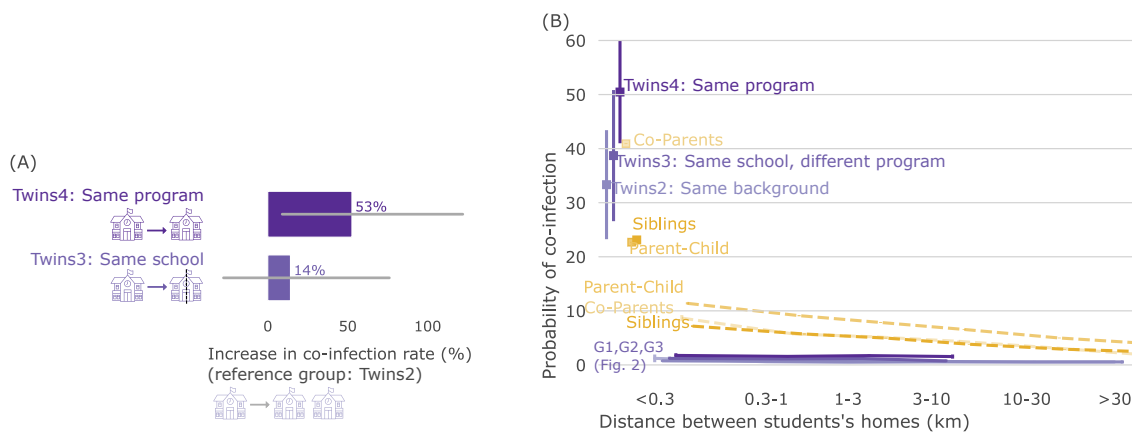 (A)
Twins4: Same program
53%
Twins3: Same school
14%
0 50 100
Increase in co-infection rate (%)
(reference group: Twins2)
(B)
Probability of co-infection
60
50
40
30
20
10
0
Twins4: Same program
Co-Parents
Twins3: Same school, different program
Twins2: Same background
Siblings
Parent-Child
Parent-Child
Co-Parents
Siblings
G1,G2,G3
(Fig. 2)
<0.3 0.3-1 1-3 3-10 10-30 >30
Distance between students's homes (km)